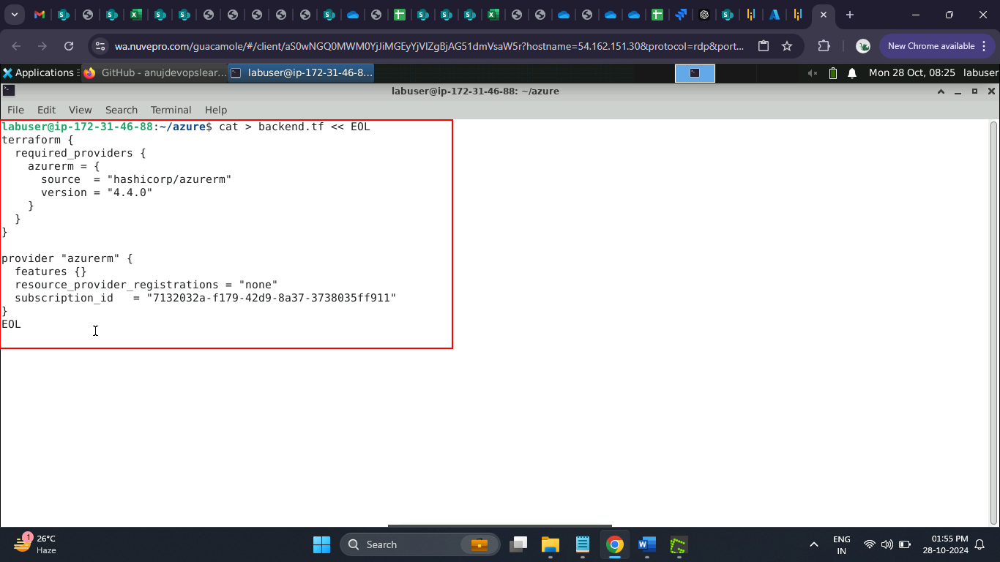 wa.nuvepro.com/guacamole/#/client/aS0wNGQ0MWM0YjJiMGEyYjVlZgBjAG51dmVsaW5r?hostname=54.162.151.30&protocol=rdp&port...
New Chrome available
Applications
GitHub - anujdevopslear...
labuser@ip-172-31-46-8...
Mon 28 Oct, 08:25
labuser
labuser@ip-172-31-46-88: ~/azure
File Edit View Search Terminal Help
labuser@ip-172-31-46-88:~/azure$ cat > backend.tf << EOL
terraform {
  required_providers {
    azurerm = {
      source  = "hashicorp/azurerm"
      version = "4.4.0"
    }
  }
}
provider "azurerm" {
  features {}
  resource_provider_registrations = "none"
  subscription_id   = "7132032a-f179-42d9-8a37-3738035ff911"
}
EOL
1
26°C
Haze
Search
ENG
IN
01:55 PM
28-10-2024